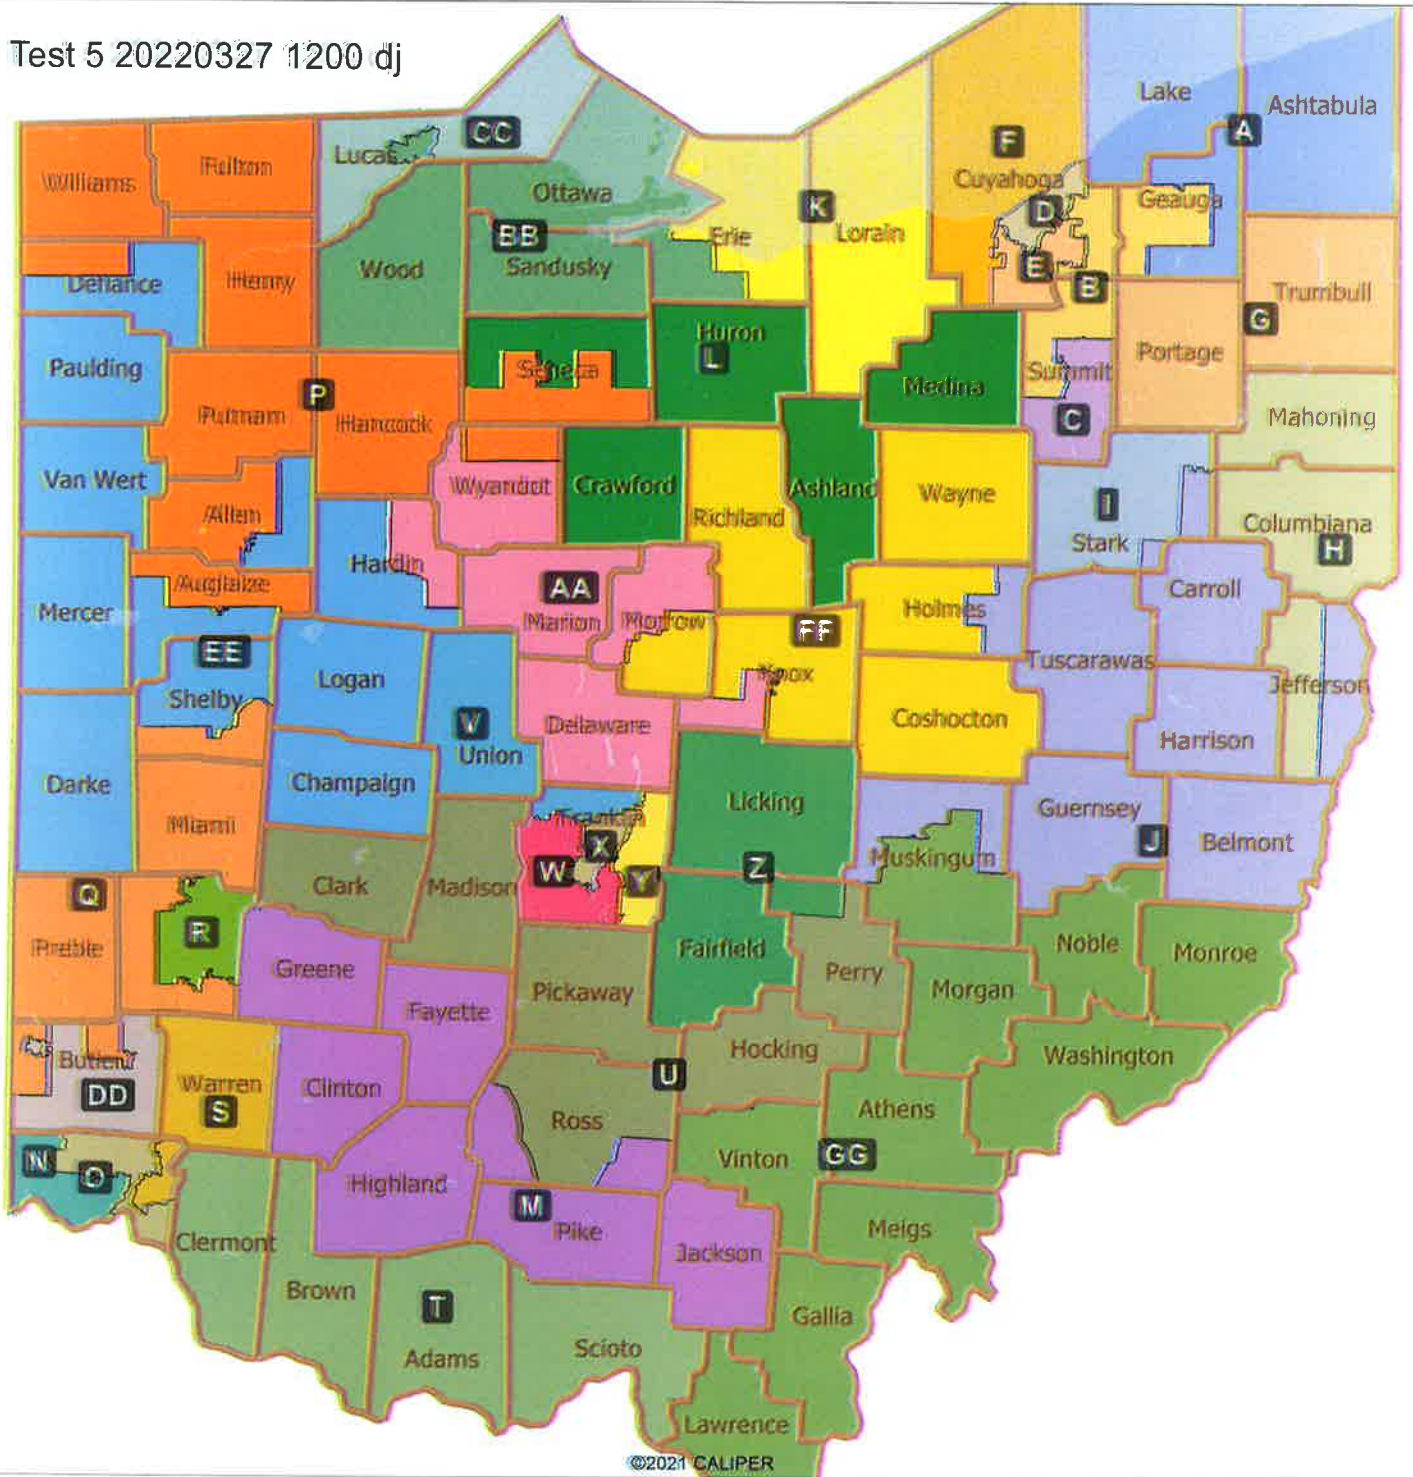 Test 5 20220327 1200 dj
Lake
Ashtabula
A
F
Cuyahoga
Geauga
D
E
B
CC
Lucas
Williams
Fulton
Ottawa
K
Erie
Lorain
BB
Sandusky
Wood
Defiance
Henry
Trumbull
G
Huron
L
Portage
Paulding
Seneca
Medina
Summit
C
P
Putnam
Hancock
Mahoning
Van Wert
Wyandot
Crawford
Ashland
Wayne
I
Richland
Allen
Stark
Columbiana
H
Hardin
Auglaize
AA
Mercer
Marion
Morrow
Holmes
Carroll
FF
EE
Shelby
Logan
Knox
Tuscarawas
Jefferson
V
Union
Delaware
Coshocton
Harrison
Darke
Champaign
Licking
Guernsey
Miami
Franklin
X
W
Y
Z
Muskingum
J
Belmont
Clark
Madison
Q
R
Preble
Greene
Fairfield
Noble
Monroe
Pickaway
Perry
Morgan
Fayette
Hocking
Washington
Butler
DD
Warren
S
Clinton
U
Ross
Athens
N
O
Highland
Vinton
GG
M
Pike
Meigs
Clermont
Jackson
Brown
T
Adams
Scioto
Gallia
Lawrence
©2021 CALIPER